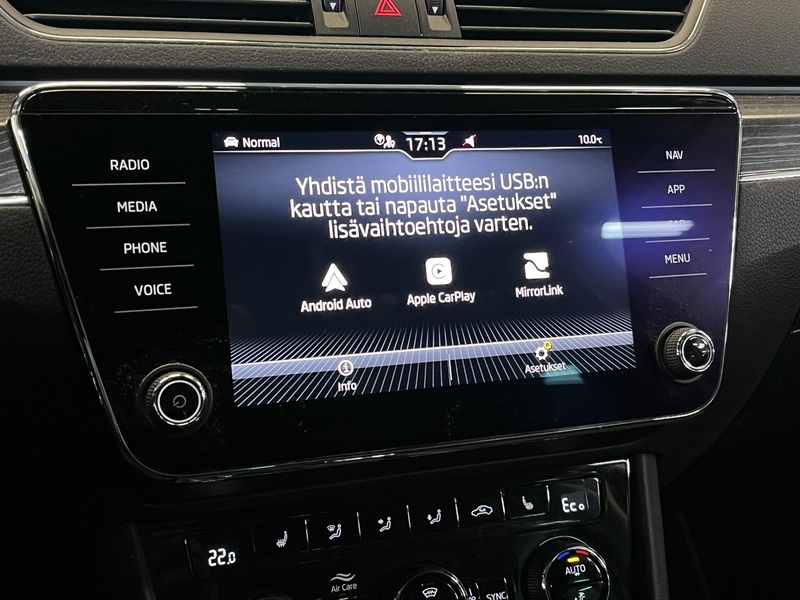 Normal
17:13
10.0°C
RADIO
MEDIA
PHONE
VOICE
NAV
APP
CAR
MENU
Yhdistä mobiililaitteesi USB:n
kautta tai napauta "Asetukset"
lisävaihtoehtoja varten.
Android Auto
Apple CarPlay
MirrorLink
i
Info
Asetukset
22.0
Eco
Air Care
SYNC
AUTO
A/C